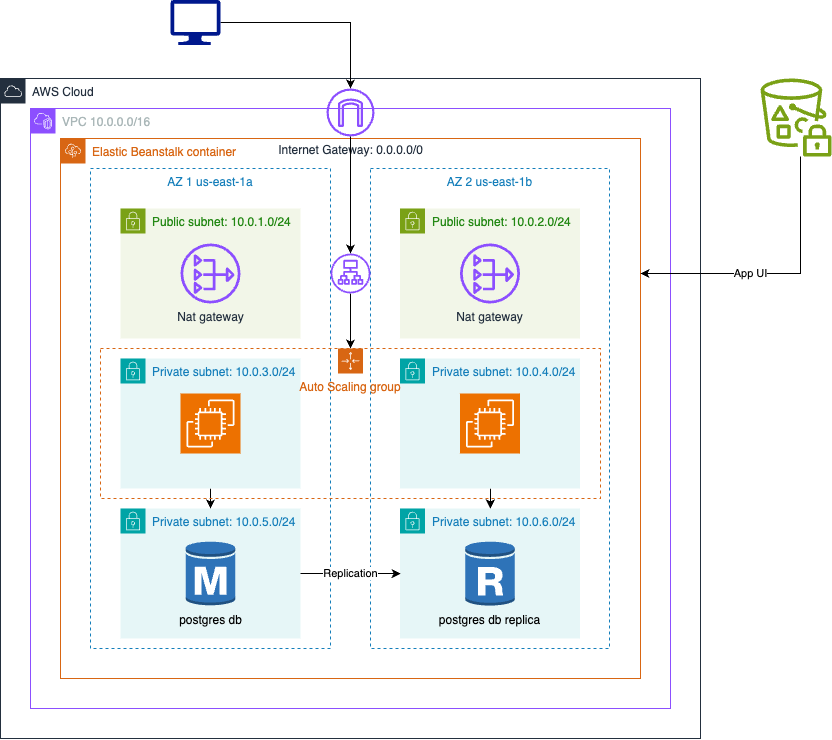 AWS Cloud
VPC 10.0.0.0/16
Elastic Beanstalk container
Internet Gateway: 0.0.0.0/0
AZ 1 us-east-1a
AZ 2 us-east-1b
Public subnet: 10.0.1.0/24
Public subnet: 10.0.2.0/24
Nat gateway
Nat gateway
App UI
Private subnet: 10.0.3.0/24
Private subnet: 10.0.4.0/24
Auto Scaling group
Private subnet: 10.0.5.0/24
Private subnet: 10.0.6.0/24
M
Replication
R
postgres db
postgres db replica